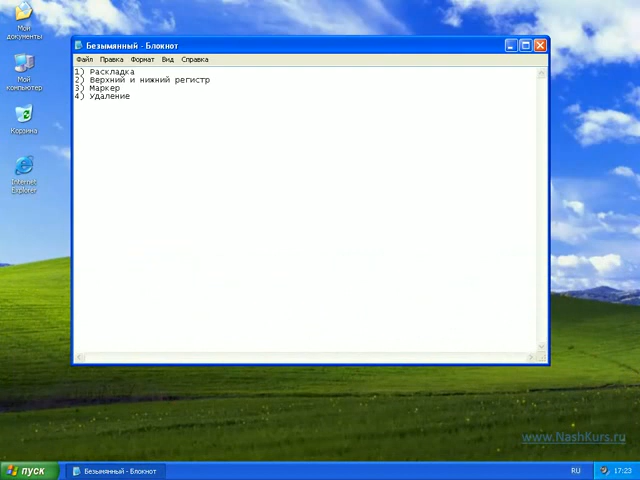 Мои
документы
Мой
компьютер
Корзина
Internet
Explorer
Безымянный - Блокнот
Файл Правка Формат Вид Справка
1) Раскладка
2) Верхний и нижний регистр
3) Маркер
4) Удаление
www.NashKurs.ru
пуск
Безымянный - Блокнот
RU
17:23